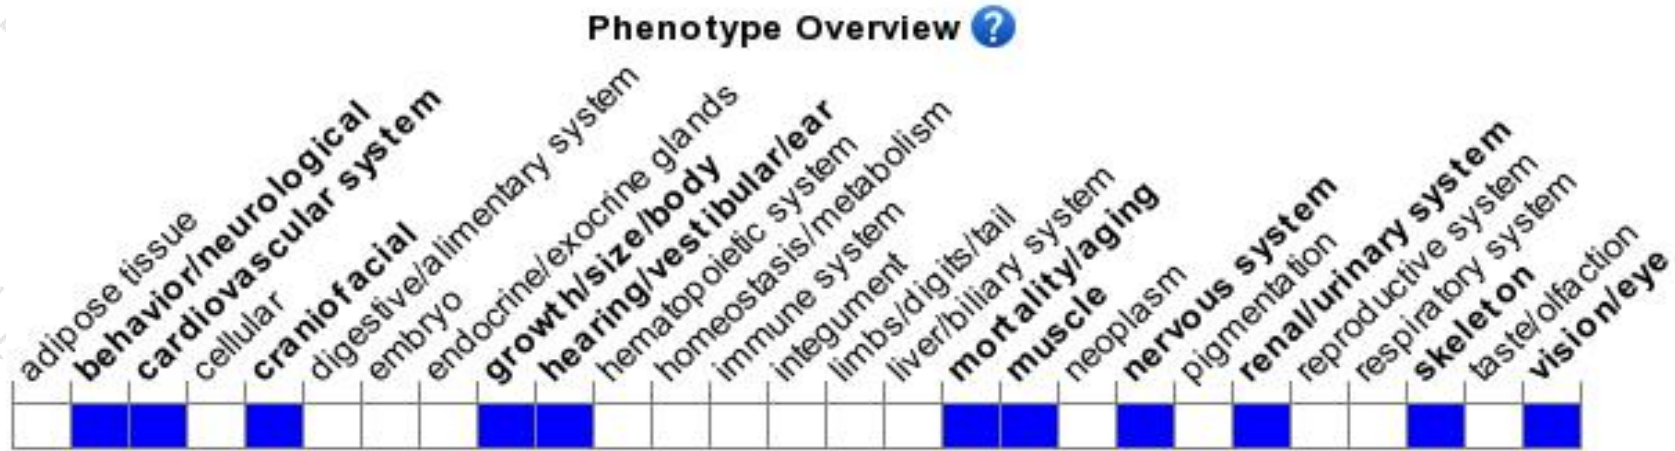 Phenotype Overview ?
adipose tissue
behavior/neurological
cardiovascular system
cellular
craniofacial
digestive/alimentary system
embryo
endocrine/exocrine glands
growth/size/body
hearing/vestibular/ear
hematopoietic system
homeostasis/metabolism
immune system
integument
limbs/digits/tail
liver/biliary system
mortality/aging
muscle
neoplasm
nervous system
pigmentation
renal/urinary system
reproductive system
respiratory system
skeleton
taste/olfaction
vision/eye